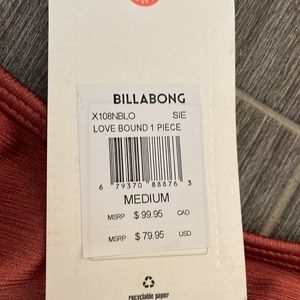 BILLABONG
X108NBLO SIE
LOVE BOUND 1 PIECE
6 79370 88876 3
MEDIUM
MSRP $ 99.95 CAD
MSRP $ 79.95 USD
recyclable paper